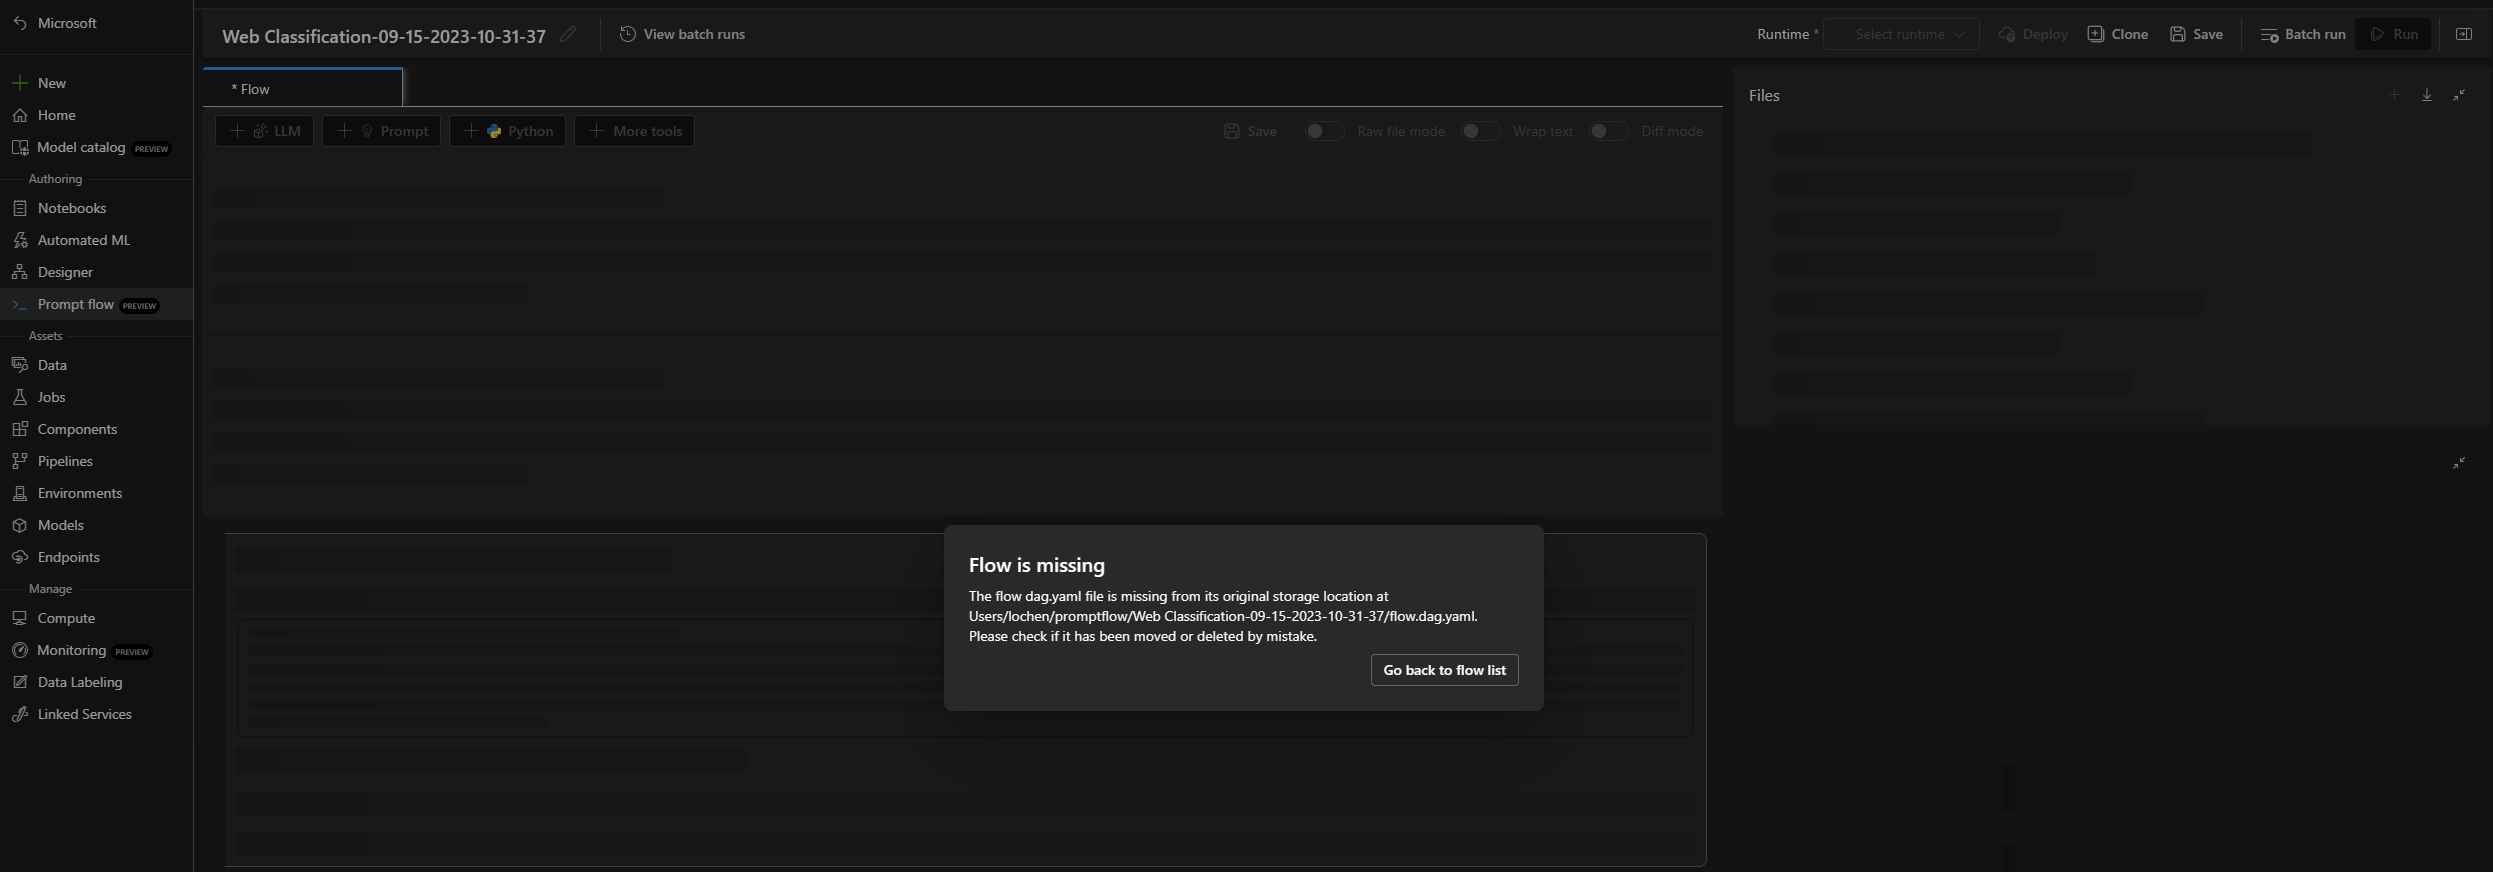 Microsoft
New
Home
Model catalog PREVIEW
Authoring
Notebooks
Automated ML
Designer
Prompt flow PREVIEW
Assets
Data
Jobs
Components
Pipelines
Environments
Models
Endpoints
Manage
Compute
Monitoring PREVIEW
Data Labeling
Linked Services
Web Classification-09-15-2023-10-31-37
View batch runs
Runtime * Select runtime
Deploy
Clone
Save
Batch run
Run
* Flow
LLM
Prompt
Python
More tools
Save
Raw file mode
Wrap text
Diff mode
Files
Flow is missing
The flow dag.yaml file is missing from its original storage location at
Users/lochen/promptflow/Web Classification-09-15-2023-10-31-37/flow.dag.yaml.
Please check if it has been moved or deleted by mistake.
Go back to flow list